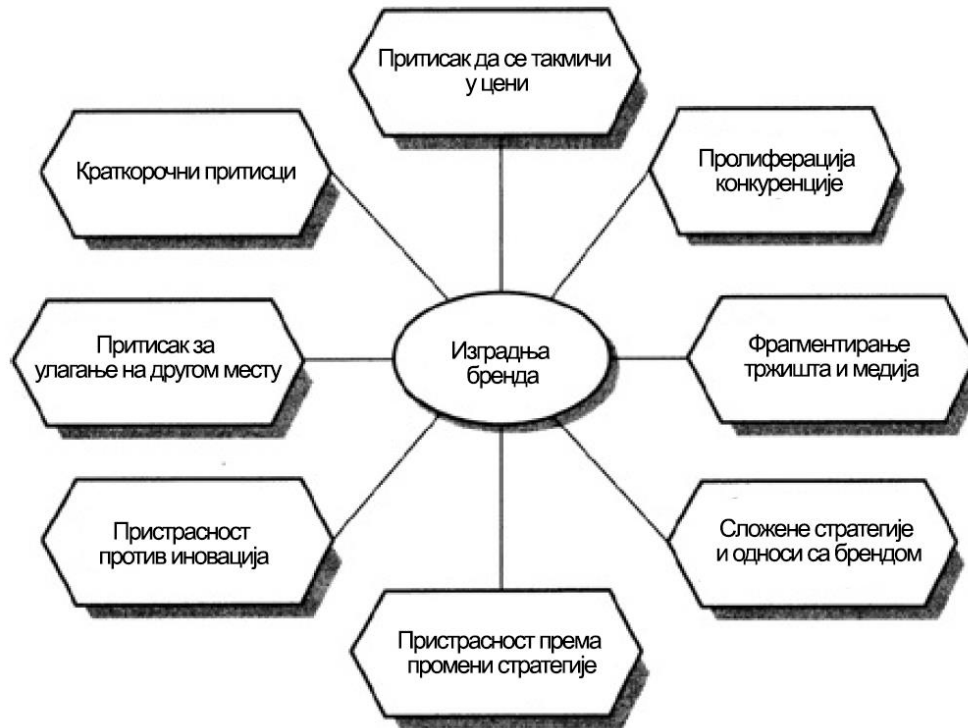 Притисак да се такмичи
у цени
Краткорочни притисци
Пролиферација
конкуренције
Притисак за
улагање на другом месту
Изградња
бренда
Фрагментирање
тржишта и медија
Пристрасност
против иновација
Сложене стратегије
и односи са брендом
Пристрасност према
промени стратегије